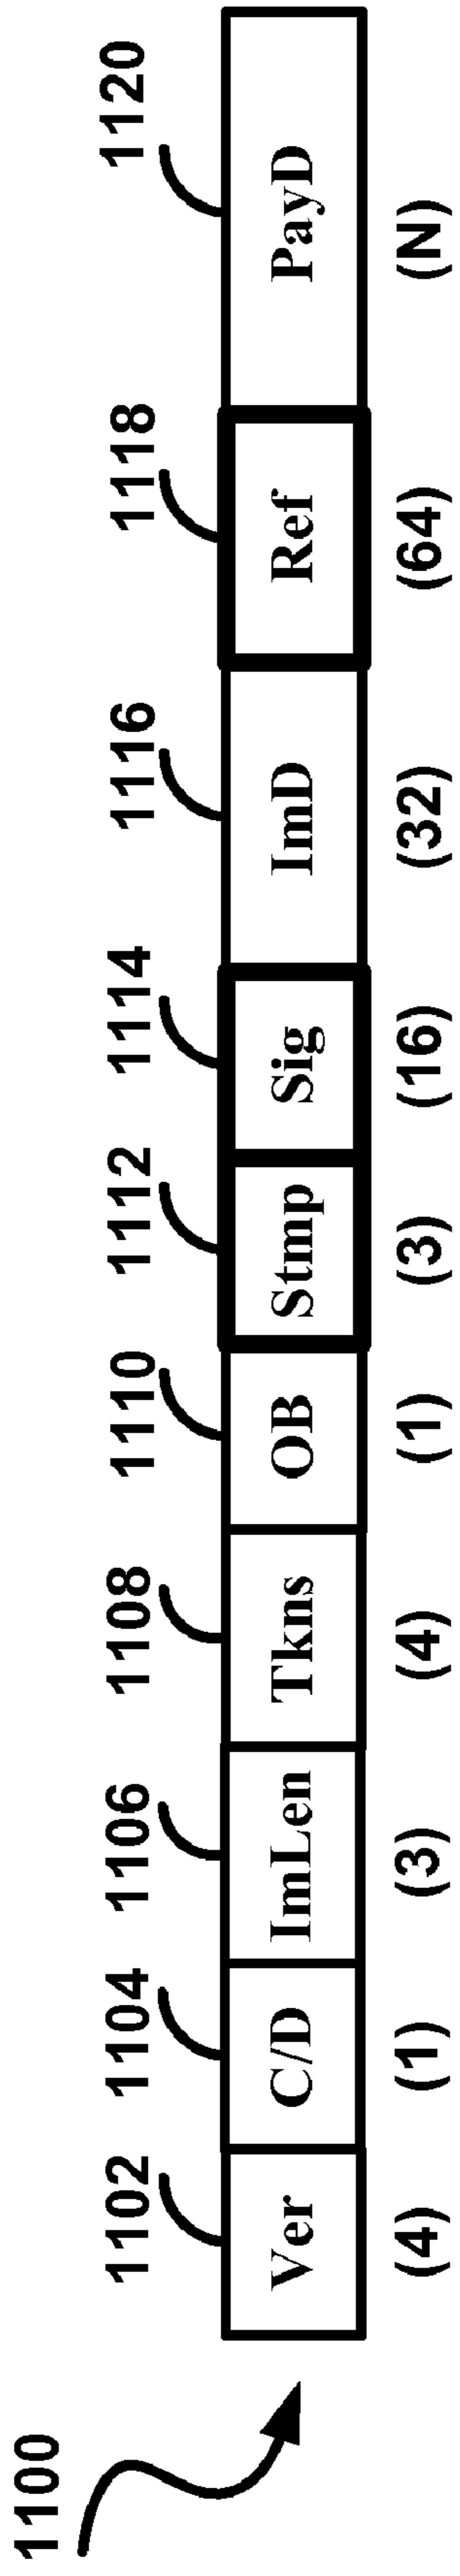 1100
1102 1104 1106 1108 1110 1112 1114 1116 1118 1120
Ver C/D ImLen Tkns OB Stmp Sig ImD Ref PayD
(4) (1) (3) (4) (1) (3) (16) (32) (64) (N)